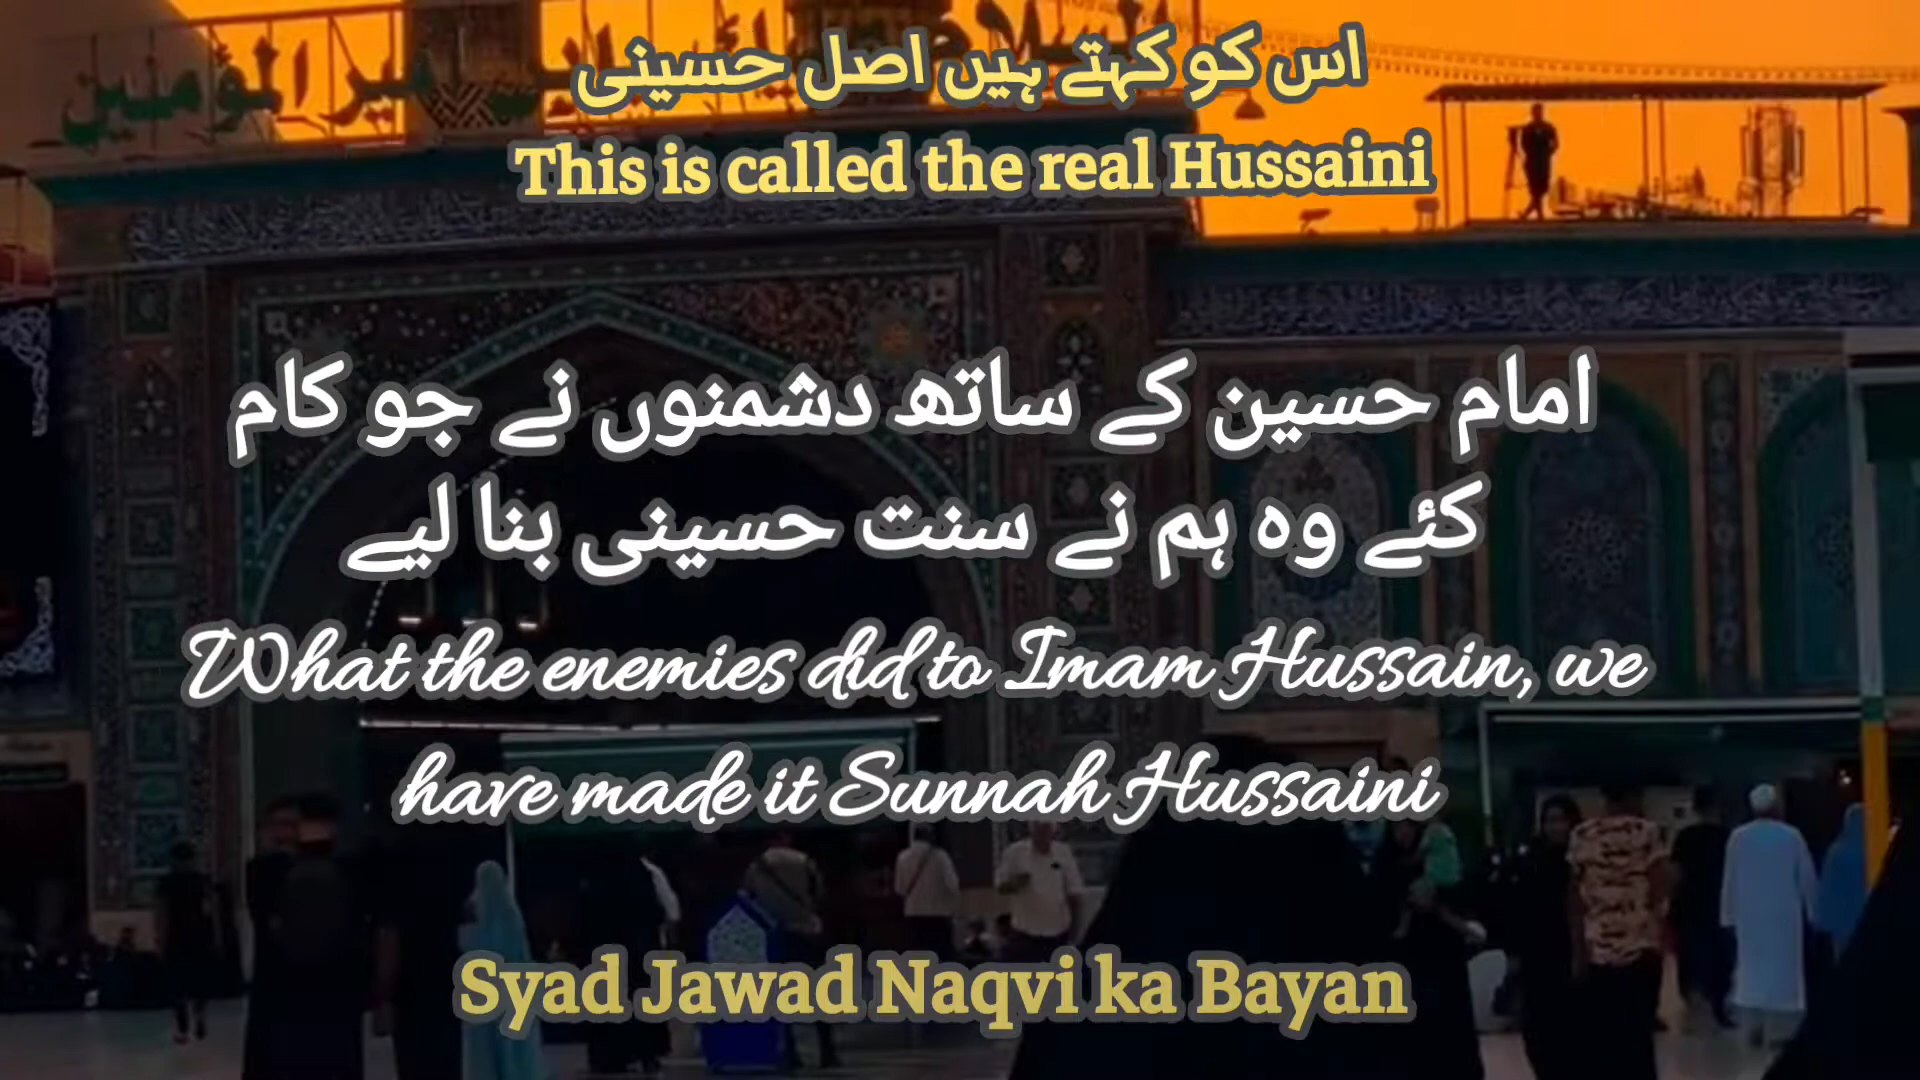 اس کو کہتے ہیں اصل حسینی
This is called the real Hussaini
امام حسین کے ساتھ دشمنوں نے جو کام
کئے وہ ہم نے سنت حسینی بنا لیے
What the enemies did to Imam Hussain, we
have made it Sunnah Hussaini
Syad Jawad Naqvi ka Bayan